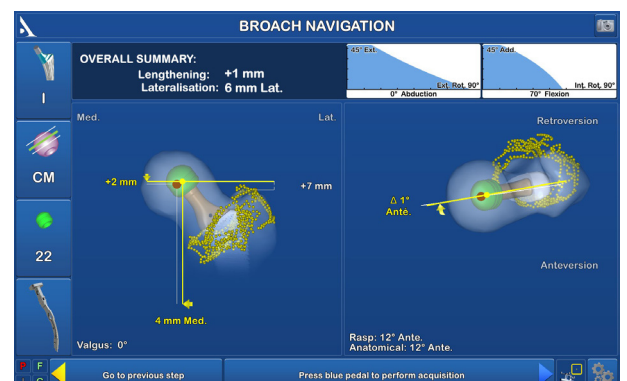 BROACH NAVIGATION
OVERALL SUMMARY:
Lengthening: +1 mm
Lateralisation: 6 mm Lat.
45° Ext
Ext. Rot. 90°
0° Abduction
45° Add.
Int. Rot. 90°
70° Flexion
I
CM
22
Med.
Lat.
+2 mm
+7 mm
4 mm Med.
Valgus: 0°
Retroversion
Δ 1°
Anté.
Anteversion
Rasp: 12° Ante.
Anatomical: 12° Ante.
P F
Go to previous step
Press blue pedal to perform acquisition